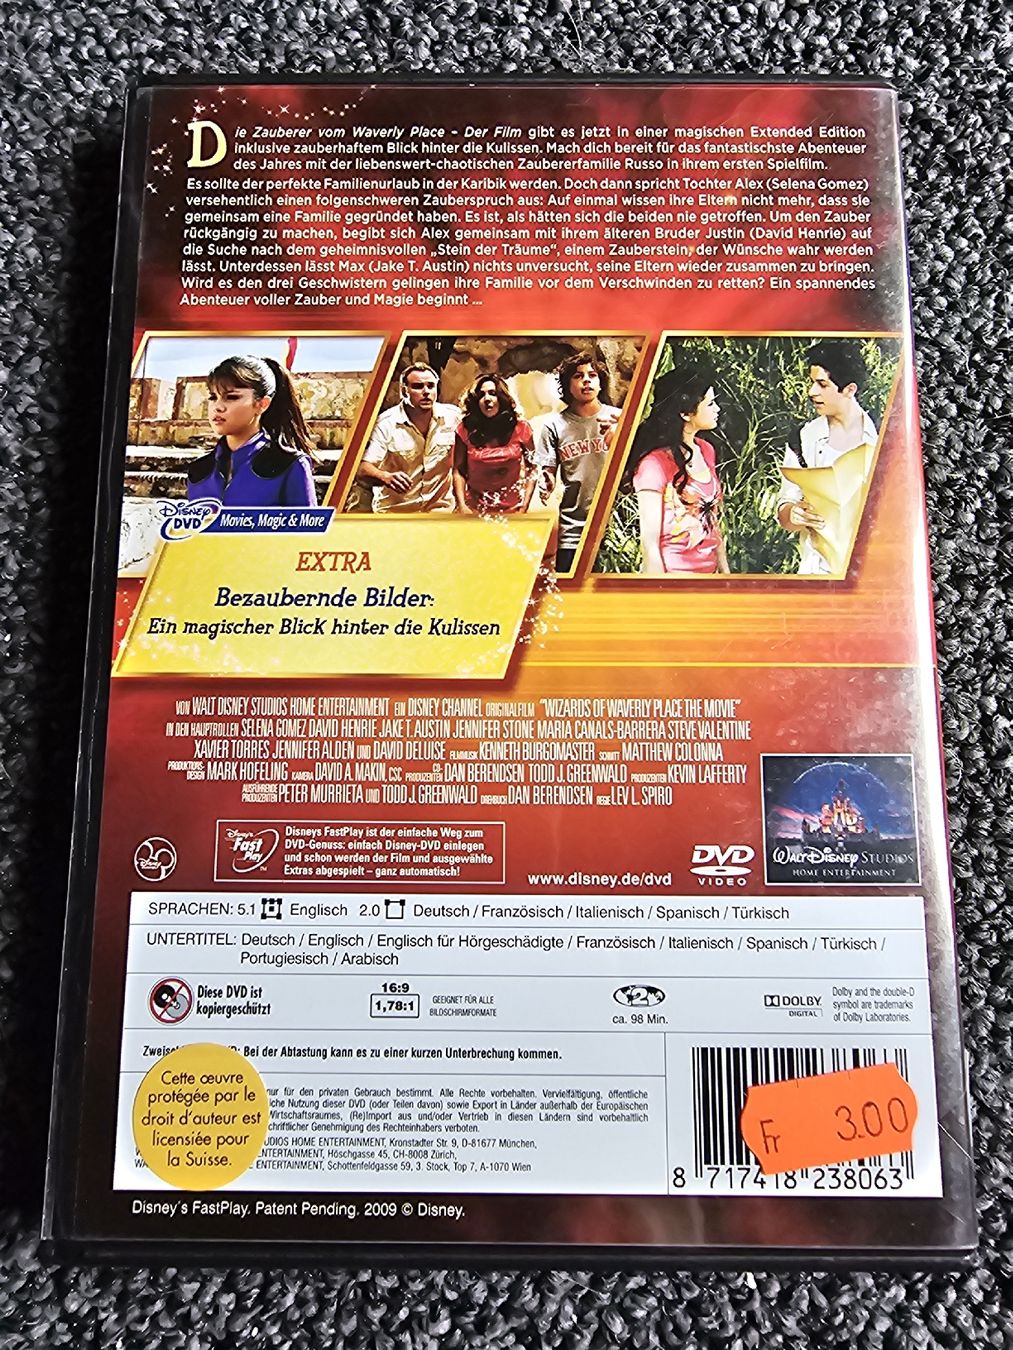 Die Zauberer vom Waverly Place - Der Film gibt es jetzt in einer magischen Extended Edition
inklusive zauberhaftem Blick hinter die Kulissen. Mach dich bereit für das fantastischste Abenteuer
des Jahres mit der liebenswert-chaotischen Zaubererfamilie Russo in ihrem ersten Spielfilm.
Es sollte der perfekte Familienurlaub in der Karibik werden. Doch dann spricht Tochter Alex (Selena Gomez)
versehentlich einen folgenschweren Zauberspruch aus: Auf einmal wissen ihre Eltern nicht mehr, dass sie
gemeinsam eine Familie gegründet haben. Es ist, als hätten sich die beiden nie getroffen. Um den Zauber
rückgängig zu machen, begibt sich Alex gemeinsam mit ihrem älteren Bruder Justin (David Henrie) auf
die Suche nach dem geheimnisvollen „Stein der Träume“, einem Zauberstein, der Wünsche wahr werden
lässt. Unterdessen lässt Max (Jake T. Austin) nichts unversucht, seine Eltern wieder zusammen zu bringen.
Wird es den drei Geschwistern gelingen ihre Familie vor dem Verschwinden zu retten? Ein spannendes
Abenteuer voller Zauber und Magie beginnt ...
NEW Y
Disney DVD Movies, Magic & More
EXTRA
Bezaubernde Bilder:
Ein magischer Blick hinter die Kulissen
VON WALT DISNEY STUDIOS HOME ENTERTAINMENT EIN DISNEY CHANNEL ORIGINALFILM "WIZARDS OF WAVERLY PLACE THE MOVIE"
IN DEN HAUPTROLLEN SELENA GOMEZ DAVID HENRIE JAKE T. AUSTIN JENNIFER STONE MARIA CANALS-BARRERA STEVE VALENTINE
XAVIER TORRES JENNIFER ALDEN UND DAVID DELUISE FILMMUSIK KENNETH BURGOMASTER SCHNITT MATTHEW COLONNA
PRODUKTIONS-DESIGN MARK HOFELING KAMERA DAVID A. MAKIN, CSC CO-PRODUZENTEN DAN BERENDSEN TODD J. GREENWALD PRODUZENTEN KEVIN LAFFERTY
AUSFÜHRENDE PRODUZENTEN PETER MURRIETA UND TODD J. GREENWALD DREHBUCH DAN BERENDSEN REGIE LEV L. SPIRO
Disney's Fast Play ™
Disneys FastPlay ist der einfache Weg zum
DVD-Genuss: einfach Disney-DVD einlegen
und schon werden der Film und ausgewählte
Extras abgespielt – ganz automatisch!
www.disney.de/dvd
DVD
VIDEO
WALT DISNEY STUDIOS
HOME ENTERTAINMENT
SPRACHEN: 5.1 Englisch 2.0 Deutsch / Französisch / Italienisch / Spanisch / Türkisch
UNTERTITEL: Deutsch / Englisch / Englisch für Hörgeschädigte / Französisch / Italienisch / Spanisch / Türkisch /
Portugiesisch / Arabisch
Diese DVD ist
kopiergeschützt
16:9
1,78:1
GEEIGNET FÜR ALLE
BILDSCHIRMFORMATE
2
ca. 98 Min.
DOLBY
DIGITAL
Dolby and the double-D
symbol are trademarks
of Dolby Laboratories.
Bei der Abtastung kann es zu einer kurzen Unterbrechung kommen.
Cette œuvre
protégée par le
droit d'auteur est
licensiée pour
la Suisse.
nur für den privaten Gebrauch bestimmt. Alle Rechte vorbehalten. Vervielfältigung, öffentliche
iche Nutzung dieser DVD (oder Teilen davon) sowie Export in Länder außerhalb der Europäischen
Wirtschaftsraumes, (Re)Import aus und/oder Vertrieb in diesen Ländern sind vorbehaltlich
chriftlicher Genehmigung des Rechteinhabers verboten.
UDIOS HOME ENTERTAINMENT, Kronstadter Str. 9, D-81677 München,
ENTERTAINMENT, Höschgasse 45, CH-8008 Zürich,
E ENTERTAINMENT, Schottenfeldgasse 59, 3. Stock, Top 7, A-1070 Wien
Fr 3.00
8 717418 238063
Disney's FastPlay. Patent Pending. 2009 © Disney.